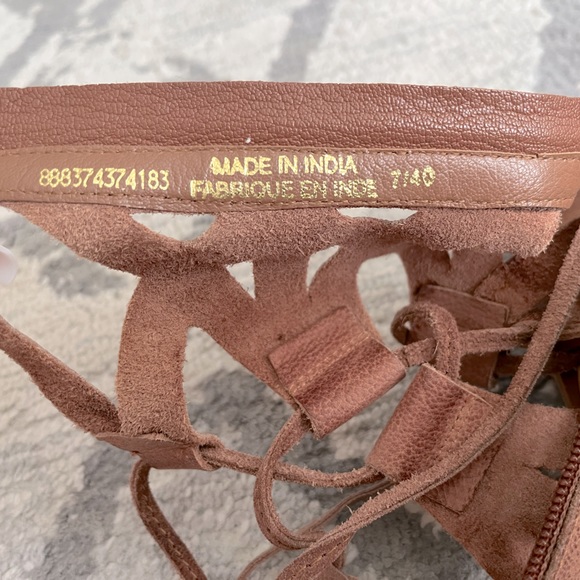 888374374183 MADE IN INDIA 7/40
FABRIQUE EN INDE